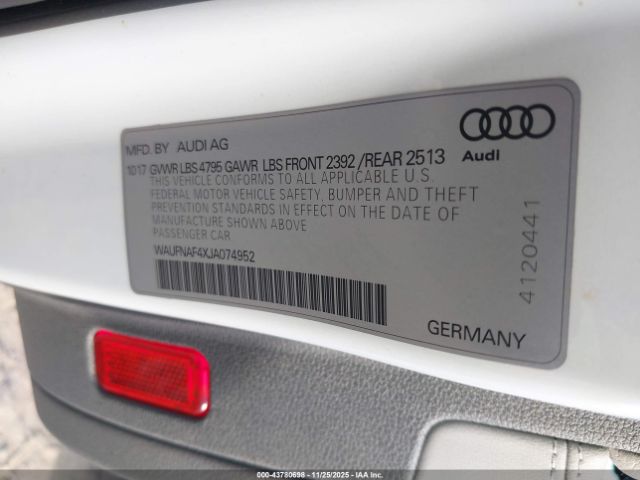 MFD. BY AUDI AG
10 17 GVWR LBS 4795 GAWR LBS FRONT 2392 /REAR 2513
THIS VEHICLE CONFORMS TO ALL APPLICABLE U.S.
FEDERAL MOTOR VEHICLE SAFETY, BUMPER AND THEFT
PREVENTION STANDARDS IN EFFECT ON THE DATE OF
MANUFACTURE SHOWN ABOVE
PASSENGER CAR
WAUFNAF4XJA074952
Audi
4120441
GERMANY
000-43780698 - 11/25/2025 - IAAI.COM